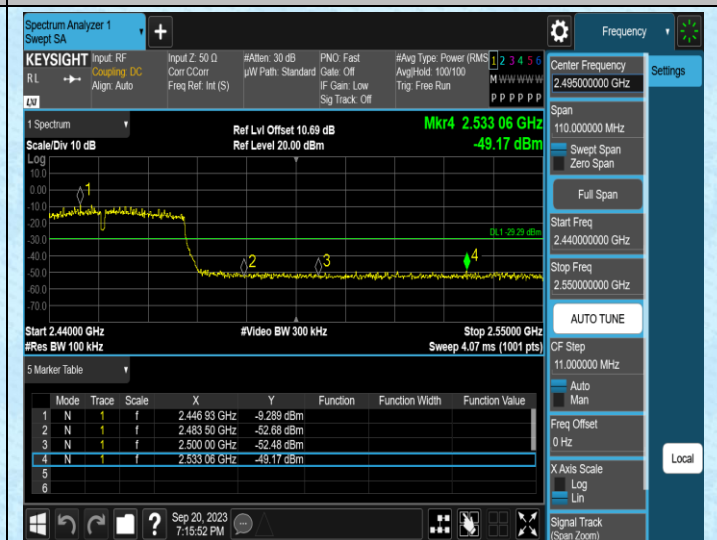 Spectrum Analyzer 1
Swept SA
+
Frequency
KEYSIGHT
RL
LXI
Input: RF
Coupling: DC
Align: Auto
Input Z: 50 Ω
Corr CCorr
Freq Ref: Int (S)
#Atten: 30 dB
µW Path: Standard
PNO: Fast
Gate: Off
IF Gain: Low
Sig Track: Off
#Avg Type: Power (RMS
Avg|Hold: 100/100
Trig: Free Run
1 2 3 4 5 6
M W W W W W
P P P P P P
Center Frequency
2.495000000 GHz
Settings
Span
110.000000 MHz
Swept Span
Zero Span
Full Span
Start Freq
2.440000000 GHz
Stop Freq
2.550000000 GHz
AUTO TUNE
CF Step
11.000000 MHz
Auto
Man
Freq Offset
0 Hz
X Axis Scale
Log
Lin
Signal Track
(Span Zoom)
Local
1 Spectrum
Scale/Div 10 dB
Ref Lvl Offset 10.69 dB
Ref Level 20.00 dBm
Mkr4 2.533 06 GHz
-49.17 dBm
Log
10.0
0.00
-10.0
-20.0
-30.0
-40.0
-50.0
-60.0
-70.0
1
2
3
4
DL1 -29.29 dBm
Start 2.44000 GHz
#Video BW 300 kHz
Stop 2.55000 GHz
#Res BW 100 kHz
Sweep 4.07 ms (1001 pts)
5 Marker Table
Mode Trace Scale X Y Function Function Width Function Value
1 N 1 f 2.446 93 GHz -9.289 dBm
2 N 1 f 2.483 50 GHz -52.68 dBm
3 N 1 f 2.500 00 GHz -52.48 dBm
4 N 1 f 2.533 06 GHz -49.17 dBm
5
6
?
Sep 20, 2023
7:15:52 PM